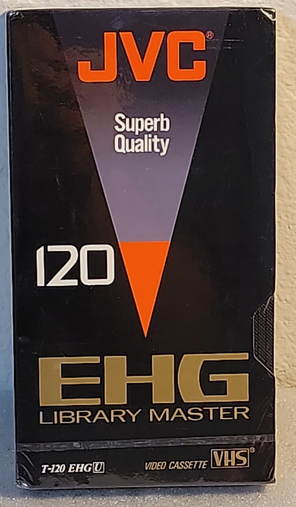 JVC®
Superb
Quality
120
EHG
LIBRARY MASTER
T-120 EHG U VIDEO CASSETTE VHS®